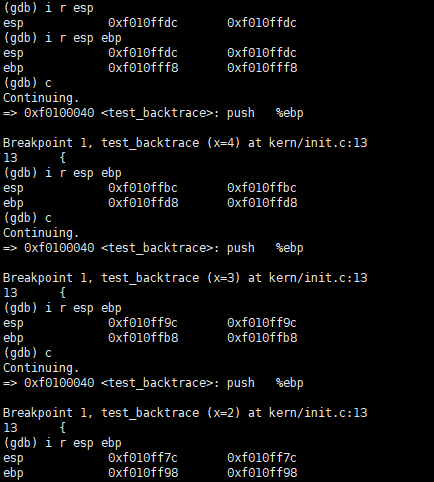 (gdb) i r esp
esp            0xf010ffdc       0xf010ffdc
(gdb) i r esp ebp
esp            0xf010ffdc       0xf010ffdc
ebp            0xf010fff8       0xf010fff8
(gdb) c
Continuing.
=> 0xf0100040 <test_backtrace>: push   %ebp

Breakpoint 1, test_backtrace (x=4) at kern/init.c:13
13      {
(gdb) i r esp ebp
esp            0xf010ffbc       0xf010ffbc
ebp            0xf010ffd8       0xf010ffd8
(gdb) c
Continuing.
=> 0xf0100040 <test_backtrace>: push   %ebp

Breakpoint 1, test_backtrace (x=3) at kern/init.c:13
13      {
(gdb) i r esp ebp
esp            0xf010ff9c       0xf010ff9c
ebp            0xf010ffb8       0xf010ffb8
(gdb) c
Continuing.
=> 0xf0100040 <test_backtrace>: push   %ebp

Breakpoint 1, test_backtrace (x=2) at kern/init.c:13
13      {
(gdb) i r esp ebp
esp            0xf010ff7c       0xf010ff7c
ebp            0xf010ff98       0xf010ff98